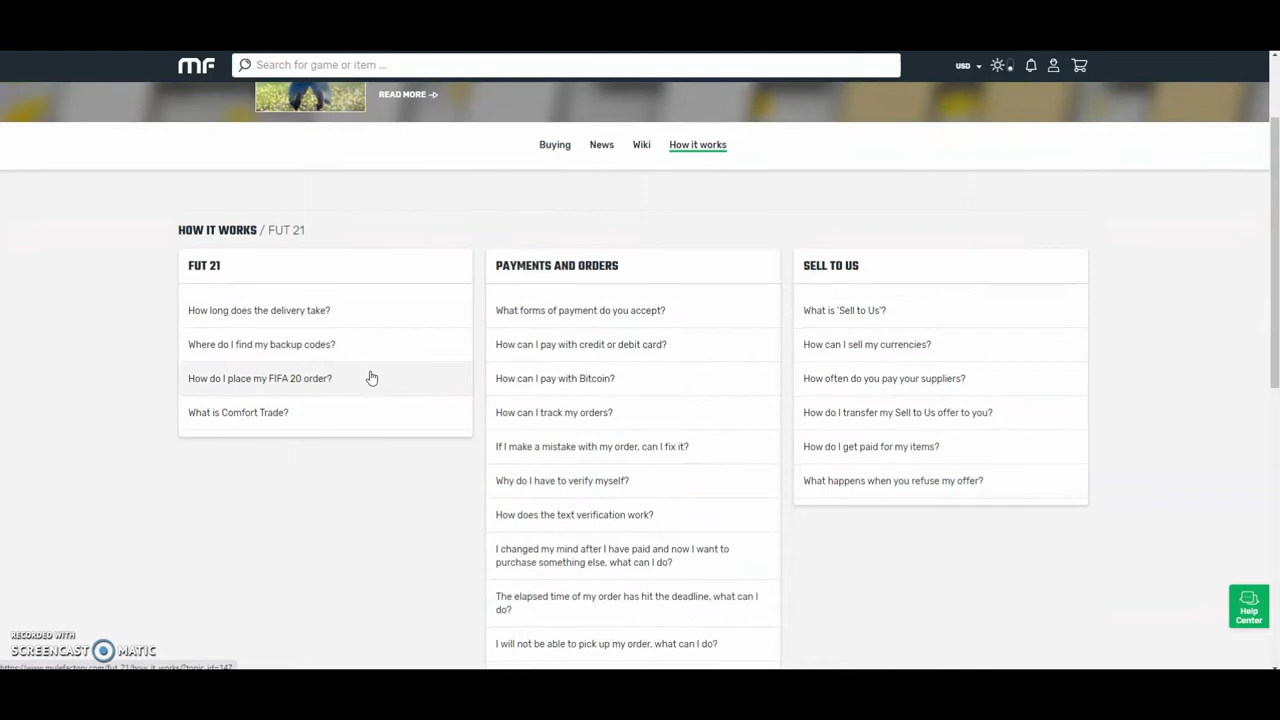 MF
Search for game or item ...
USD
READ MORE
Buying
News
Wiki
How it works
HOW IT WORKS / FUT 21
FUT 21
How long does the delivery take?
Where do I find my backup codes?
How do I place my FIFA 20 order?
What is Comfort Trade?
PAYMENTS AND ORDERS
What forms of payment do you accept?
How can I pay with credit or debit card?
How can I pay with Bitcoin?
How can I track my orders?
If I make a mistake with my order, can I fix it?
Why do I have to verify myself?
How does the text verification work?
I changed my mind after I have paid and now I want to
purchase something else, what can I do?
The elapsed time of my order has hit the deadline, what can I
do?
I will not be able to pick up my order, what can I do?
SELL TO US
What is 'Sell to Us'?
How can I sell my currencies?
How often do you pay your suppliers?
How do I transfer my Sell to Us offer to you?
How do I get paid for my items?
What happens when you refuse my offer?
Help
Center
RECORDED WITH
SCREENCAST MATIC
https://www.mulefactory.com/fut_21/how_it_works/?topic_id=147